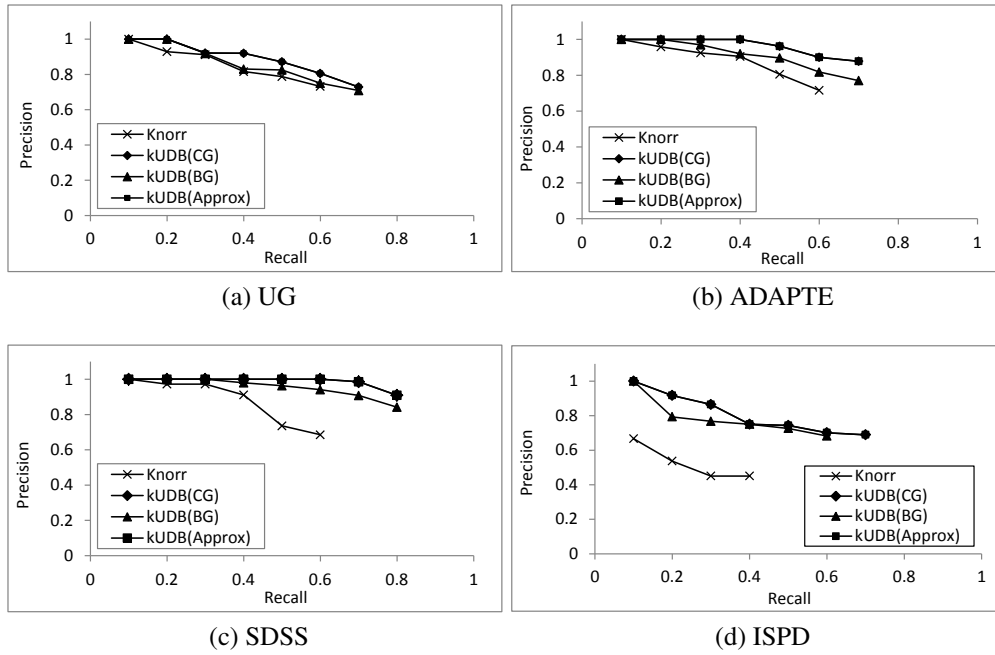 1
0.8
0.6
0.4
0.2
0
Precision
Knorr
kUDB(CG)
kUDB(BG)
kUDB(Approx)
0 0.2 0.4 0.6 0.8 1
Recall
(a) UG
1
0.8
0.6
0.4
0.2
0
Precision
Knorr
kUDB(CG)
kUDB(BG)
kUDB(Approx)
0 0.2 0.4 0.6 0.8 1
Recall
(b) ADAPTE
1
0.8
0.6
0.4
0.2
0
Precision
Knorr
kUDB(CG)
kUDB(BG)
kUDB(Approx)
0 0.2 0.4 0.6 0.8 1
Recall
(c) SDSS
1
0.8
0.6
0.4
0.2
0
Precision
Knorr
kUDB(CG)
kUDB(BG)
kUDB(Approx)
0 0.2 0.4 0.6 0.8 1
Recall
(d) ISPD